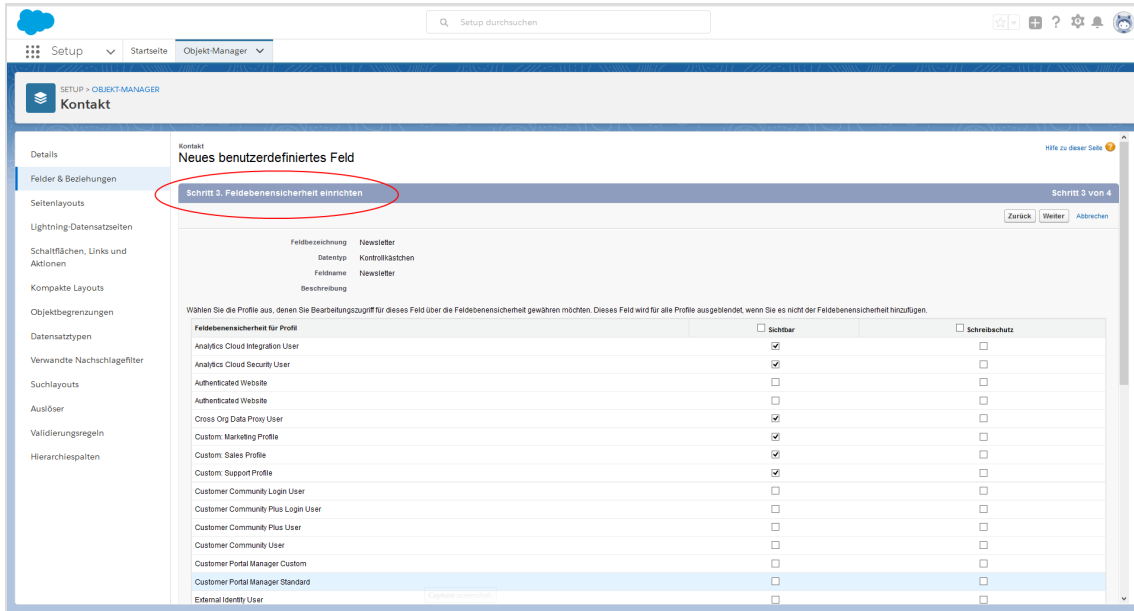 Setup durchsuchen
Setup
Startseite
Objekt-Manager
SETUP > OBJEKT-MANAGER
Kontakt
Details
Felder & Beziehungen
Seitenlayouts
Lightning-Datensatzseiten
Schaltflächen, Links und
Aktionen
Kompakte Layouts
Objektbegrenzungen
Datensatztypen
Verwandte Nachschlagefilter
Suchlayouts
Auslöser
Validierungsregeln
Hierarchiespalten
Kontakt
Neues benutzerdefiniertes Feld
Hilfe zu dieser Seite ?
Schritt 3. Feldebenensicherheit einrichten
Schritt 3 von 4
Zurück Weiter Abbrechen
Feldbezeichnung Newsletter
Datentyp Kontrollkästchen
Feldname Newsletter
Beschreibung
Wählen Sie die Profile aus, denen Sie Bearbeitungszugriff für dieses Feld über die Feldebenensicherheit gewähren möchten. Dieses Feld wird für alle Profile ausgeblendet, wenn Sie es nicht der Feldebenensicherheit hinzufügen.
Feldebenensicherheit für Profil Sichtbar Schreibschutz
Analytics Cloud Integration User
Analytics Cloud Security User
Authenticated Website
Authenticated Website
Cross Org Data Proxy User
Custom: Marketing Profile
Custom: Sales Profile
Custom: Support Profile
Customer Community Login User
Customer Community Plus Login User
Customer Community Plus User
Customer Community User
Customer Portal Manager Custom
Customer Portal Manager Standard
External Identity User